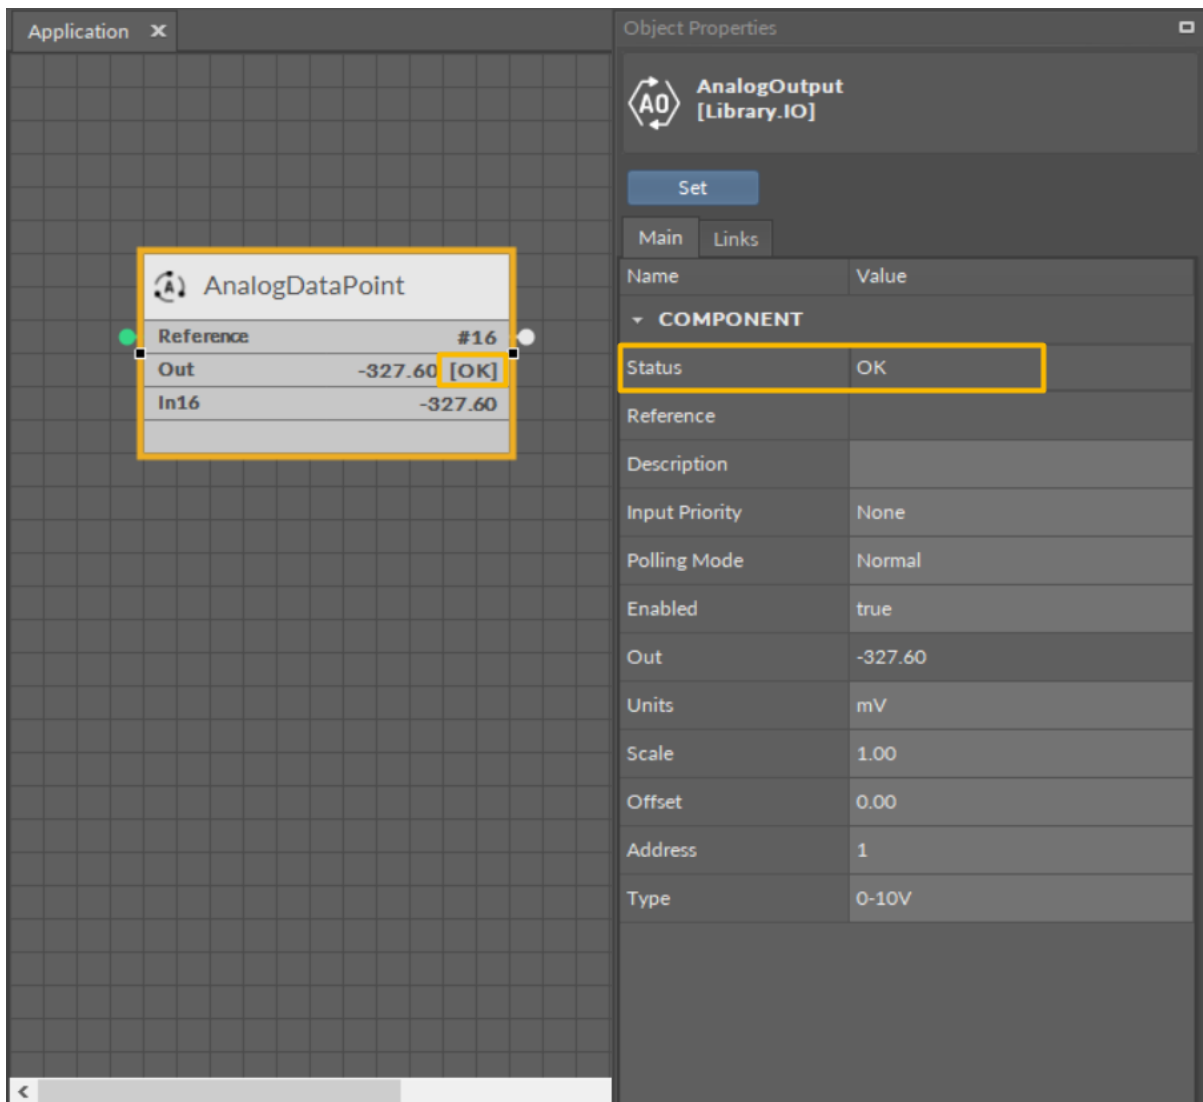 Application
Object Properties
AO
AnalogOutput
[Library.IO]
Set
Main Links
Name Value
COMPONENT
Status OK
Reference
Description
Input Priority None
Polling Mode Normal
Enabled true
Out -327.60
Units mV
Scale 1.00
Offset 0.00
Address 1
Type 0-10V
A AnalogDataPoint
Reference #16
Out -327.60 [OK]
In16 -327.60